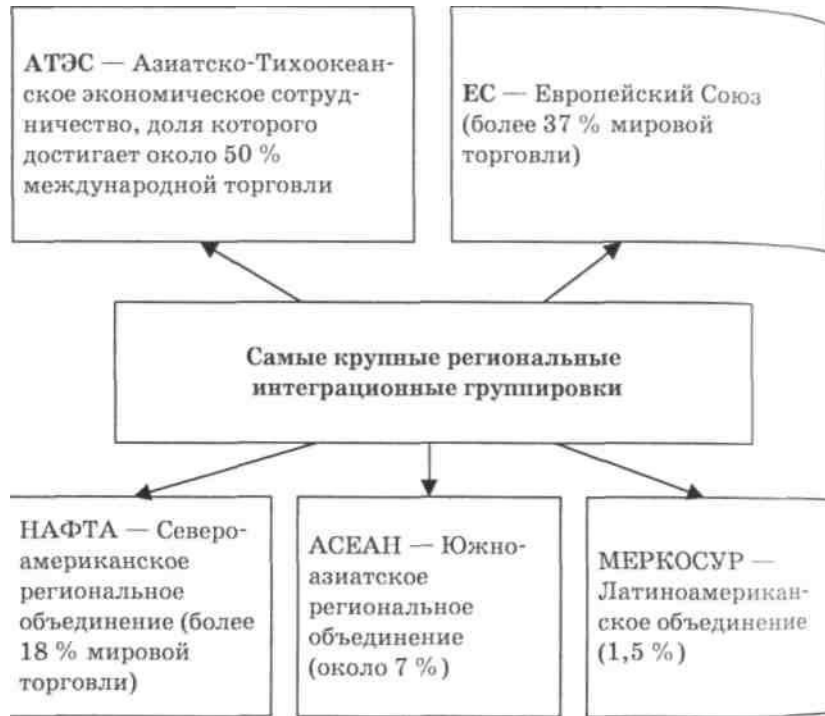 АТЭС — Азиатско-Тихоокеан-
ское экономическое сотруд-
ничество, доля которого
достигает около 50 %
международной торговли
ЕС — Европейский Союз
(более 37 % мировой
торговли)
Самые крупные региональные
интеграционные группировки
НАФТА — Северо-
американское
региональное
объединение (более
18 % мировой
торговли)
АСЕАН — Южно-
азиатское
региональное
объединение
(около 7 %)
МЕРКОСУР —
Латиноамерикан-
ское объединение
(1,5 %)